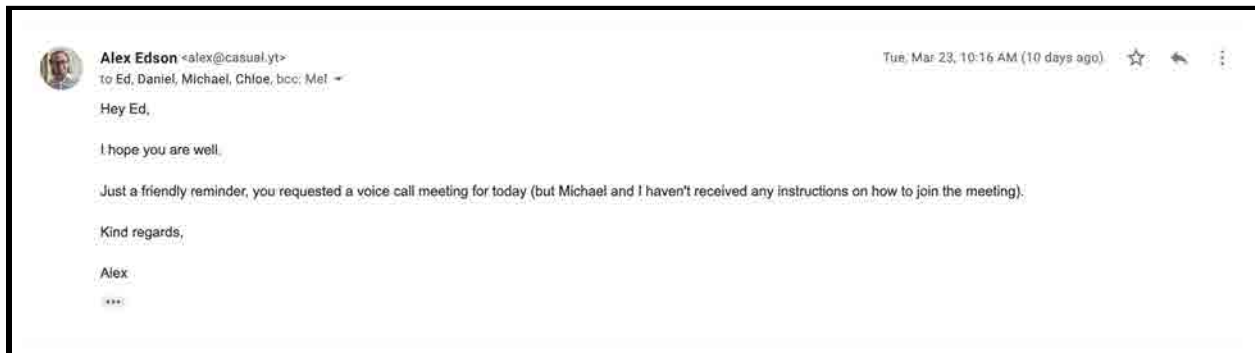 Alex Edson <alex@casual.yt>
Tue, Mar 23, 10:16 AM (10 days ago)
to Ed, Daniel, Michael, Chloe, bcc: Mel
Hey Ed,
I hope you are well.
Just a friendly reminder, you requested a voice call meeting for today (but Michael and I haven't received any instructions on how to join the meeting).
Kind regards,
Alex